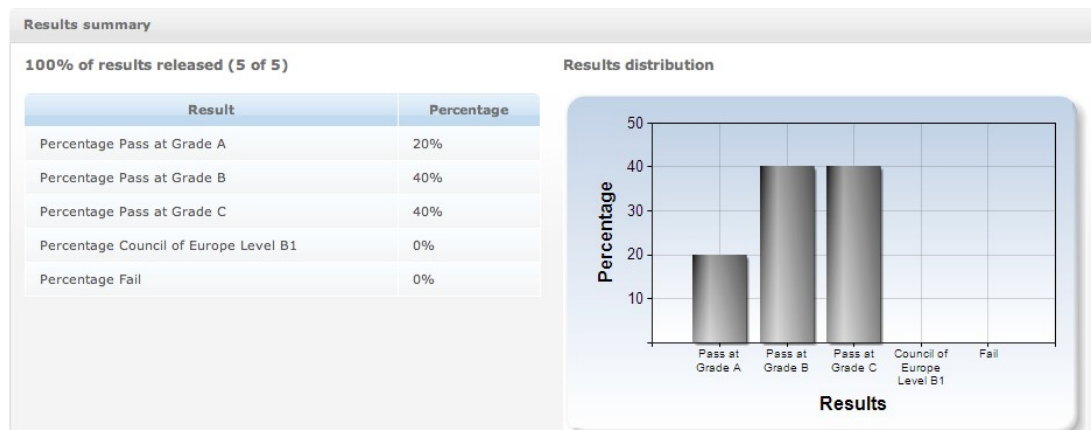 Results summary
100% of results released (5 of 5)
Result Percentage
Percentage Pass at Grade A 20%
Percentage Pass at Grade B 40%
Percentage Pass at Grade C 40%
Percentage Council of Europe Level B1 0%
Percentage Fail 0%
Results distribution
50
40
30
20
10
Percentage
Pass at Grade A
Pass at Grade B
Pass at Grade C
Council of Europe Level B1
Fail
Results